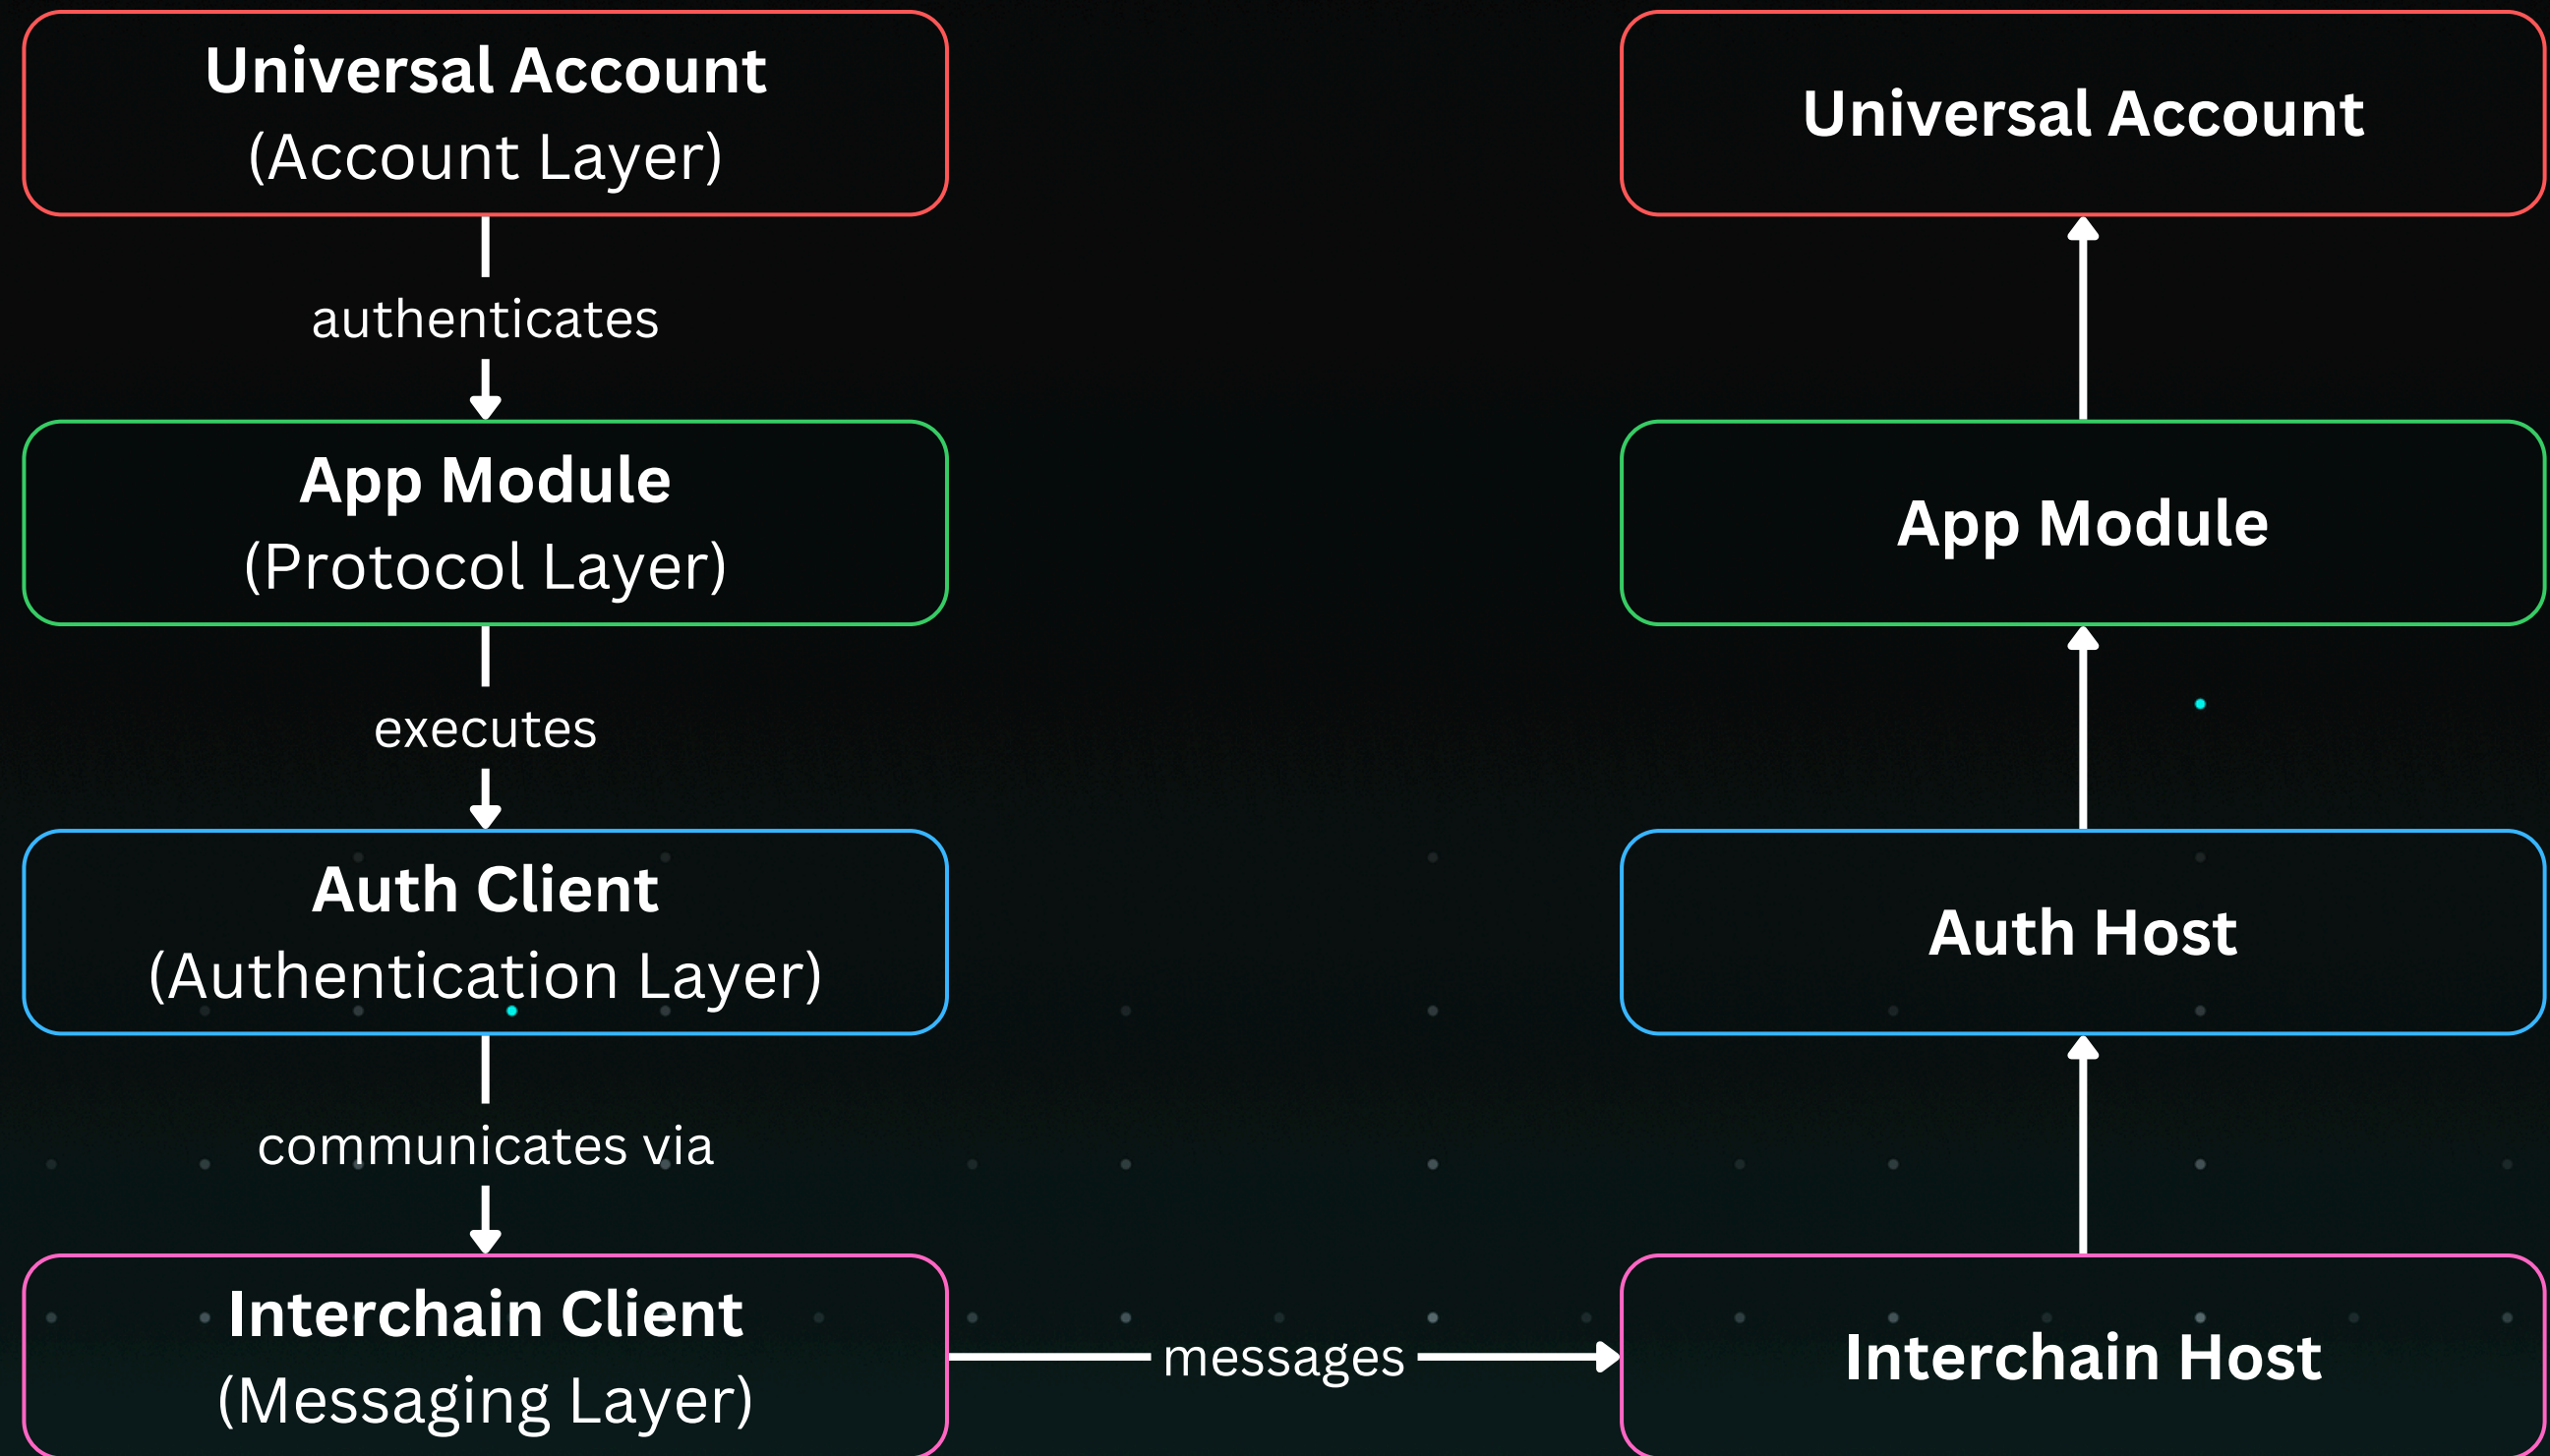 Universal Account
(Account Layer)
authenticates
App Module
(Protocol Layer)
executes
Auth Client
(Authentication Layer)
communicates via
Interchain Client
(Messaging Layer)
messages
Universal Account
App Module
Auth Host
Interchain Host